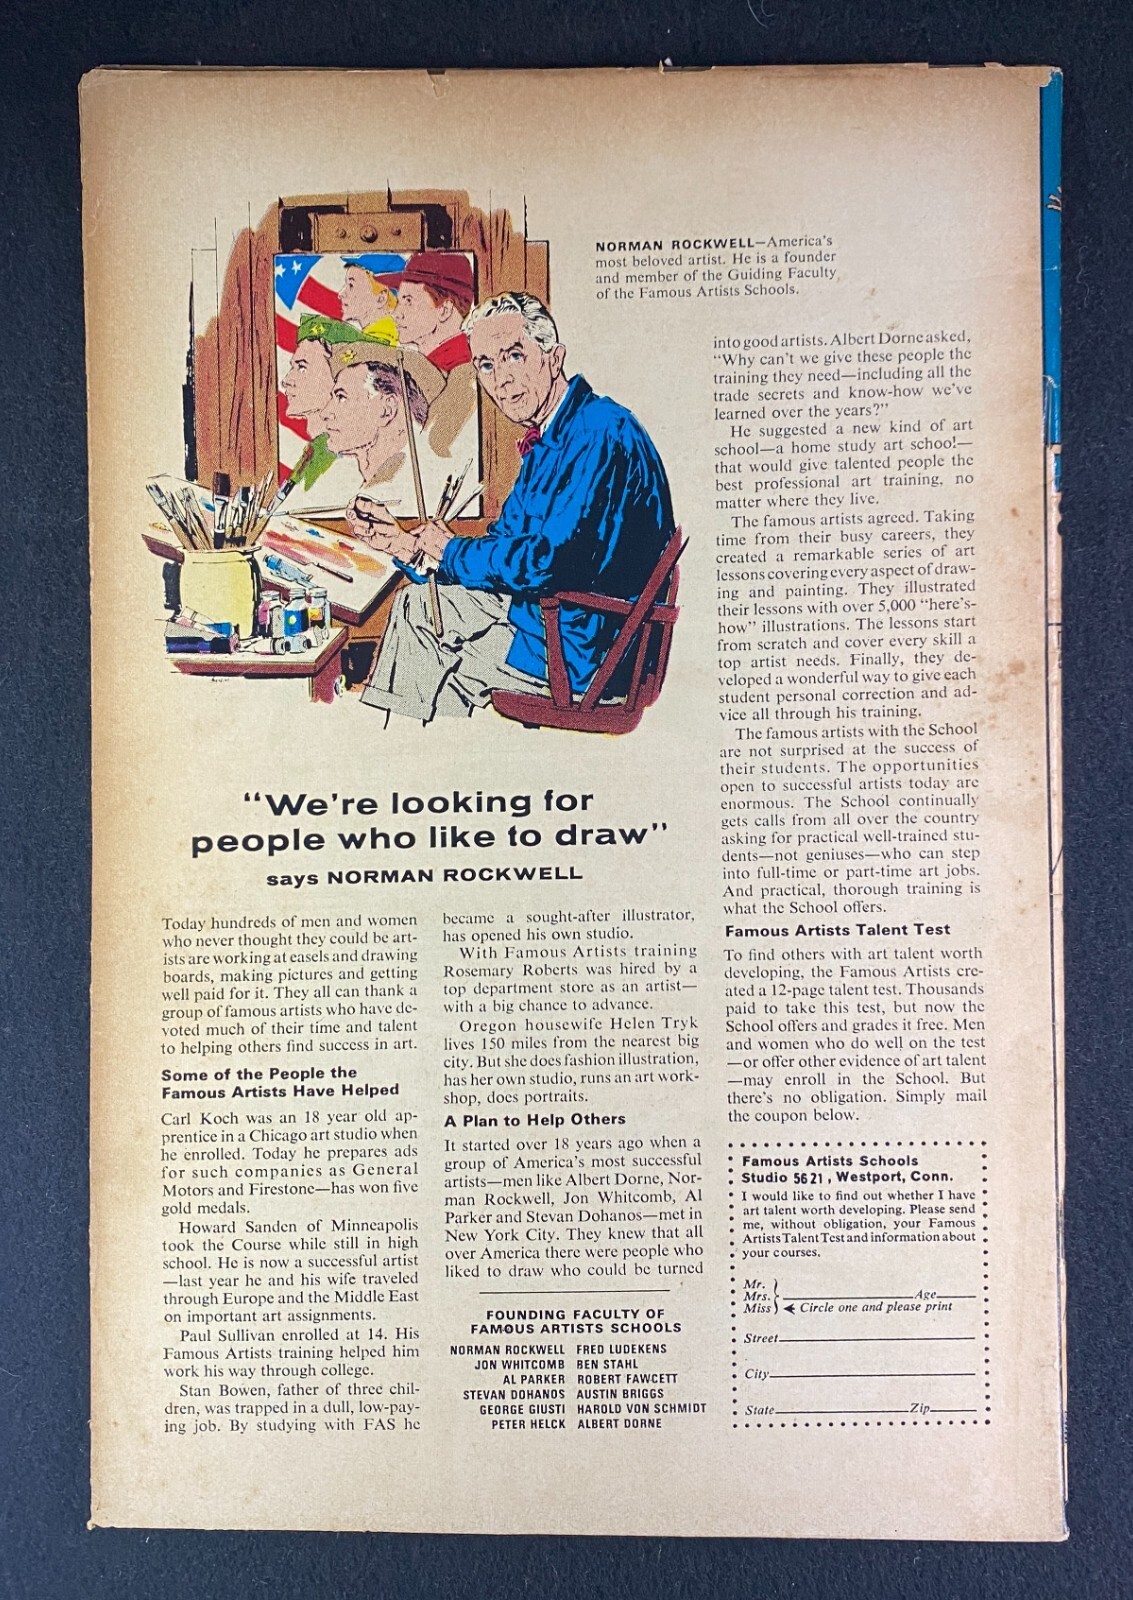 NORMAN ROCKWELL—America's
most beloved artist. He is a founder
and member of the Guiding Faculty
of the Famous Artists Schools.
"We're looking for
people who like to draw"
says NORMAN ROCKWELL
Today hundreds of men and women
who never thought they could be art-
ists are working at easels and drawing
boards, making pictures and getting
well paid for it. They all can thank a
group of famous artists who have de-
voted much of their time and talent
to helping others find success in art.
Some of the People the
Famous Artists Have Helped
Carl Koch was an 18 year old ap-
prentice in a Chicago art studio when
he enrolled. Today he prepares ads
for such companies as General
Motors and Firestone—has won five
gold medals.
Howard Sanden of Minneapolis
took the Course while still in high
school. He is now a successful artist
—last year he and his wife traveled
through Europe and the Middle East
on important art assignments.
Paul Sullivan enrolled at 14. His
Famous Artists training helped him
work his way through college.
Stan Bowen, father of three chil-
dren, was trapped in a dull, low-pay-
ing job. By studying with FAS he
became a sought-after illustrator,
has opened his own studio.
With Famous Artists training
Rosemary Roberts was hired by a
top department store as an artist—
with a big chance to advance.
Oregon housewife Helen Tryk
lives 150 miles from the nearest big
city. But she does fashion illustration,
has her own studio, runs an art work-
shop, does portraits.
A Plan to Help Others
It started over 18 years ago when a
group of America's most successful
artists—men like Albert Dorne, Nor-
man Rockwell, Jon Whitcomb, Al
Parker and Stevan Dohanos—met in
New York City. They knew that all
over America there were people who
liked to draw who could be turned
FOUNDING FACULTY OF
FAMOUS ARTISTS SCHOOLS
NORMAN ROCKWELL FRED LUDEKENS
JON WHITCOMB BEN STAHL
AL PARKER ROBERT FAWCETT
STEVAN DOHANOS AUSTIN BRIGGS
GEORGE GIUSTI HAROLD VON SCHMIDT
PETER HELCK ALBERT DORNE
into good artists. Albert Dorne asked,
"Why can't we give these people the
training they need—including all the
trade secrets and know-how we've
learned over the years?"
He suggested a new kind of art
school—a home study art school—
that would give talented people the
best professional art training, no
matter where they live.
The famous artists agreed. Taking
time from their busy careers, they
created a remarkable series of art
lessons covering every aspect of draw-
ing and painting. They illustrated
their lessons with over 5,000 "here's-
how" illustrations. The lessons start
from scratch and cover every skill a
top artist needs. Finally, they de-
veloped a wonderful way to give each
student personal correction and ad-
vice all through his training.
The famous artists with the School
are not surprised at the success of
their students. The opportunities
open to successful artists today are
enormous. The School continually
gets calls from all over the country
asking for practical well-trained stu-
dents—not geniuses—who can step
into full-time or part-time art jobs.
And practical, thorough training is
what the School offers.
Famous Artists Talent Test
To find others with art talent worth
developing, the Famous Artists cre-
ated a 12-page talent test. Thousands
paid to take this test, but now the
School offers and grades it free. Men
and women who do well on the test
—or offer other evidence of art talent
—may enroll in the School. But
there's no obligation. Simply mail
the coupon below.
Famous Artists Schools
Studio 5621, Westport, Conn.
I would like to find out whether I have
art talent worth developing. Please send
me, without obligation, your Famous
Artists Talent Test and information about
your courses.
Mr.
Mrs. Age
Miss Circle one and please print
Street
City
State Zip